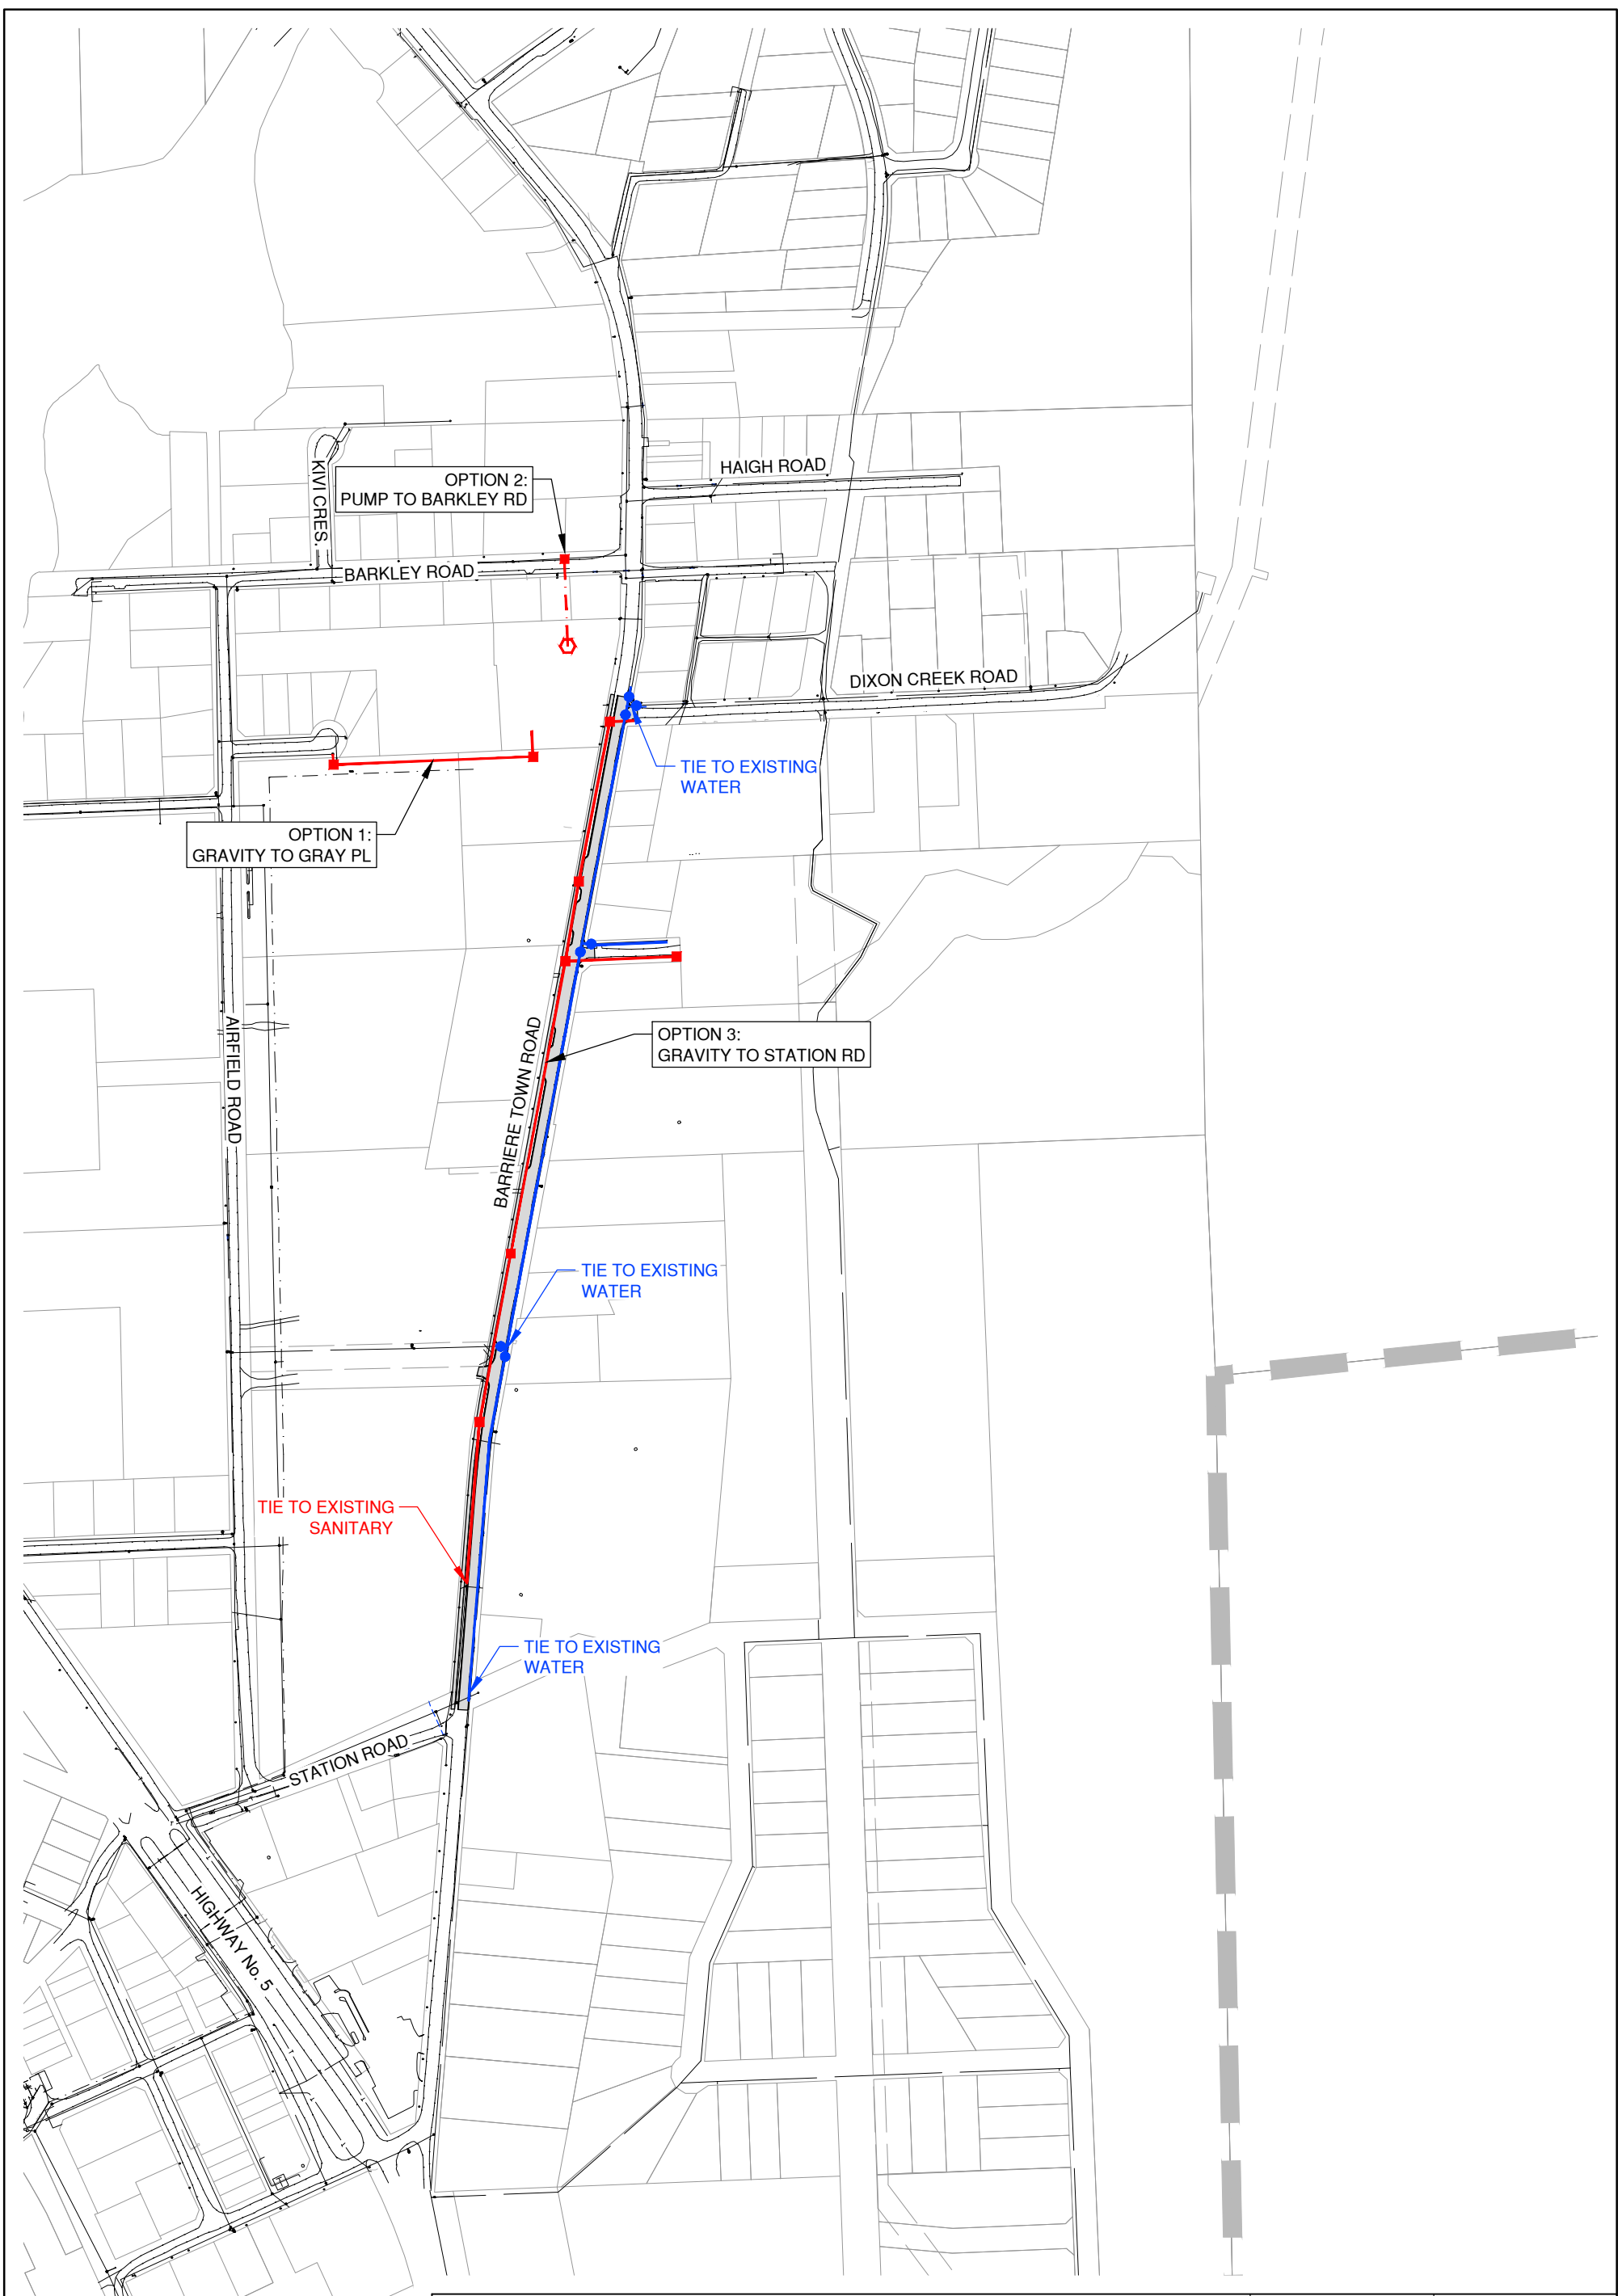 HAIGH ROAD
KIVI CRES.
OPTION 2:
PUMP TO BARKLEY RD
BARKLEY ROAD
DIXON CREEK ROAD
TIE TO EXISTING
WATER
OPTION 1:
GRAVITY TO GRAY PL
AIRFIELD ROAD
BARRIERE TOWN ROAD
OPTION 3:
GRAVITY TO STATION RD
TIE TO EXISTING
WATER
TIE TO EXISTING
SANITARY
TIE TO EXISTING
WATER
STATION ROAD
HIGHWAY No. 5